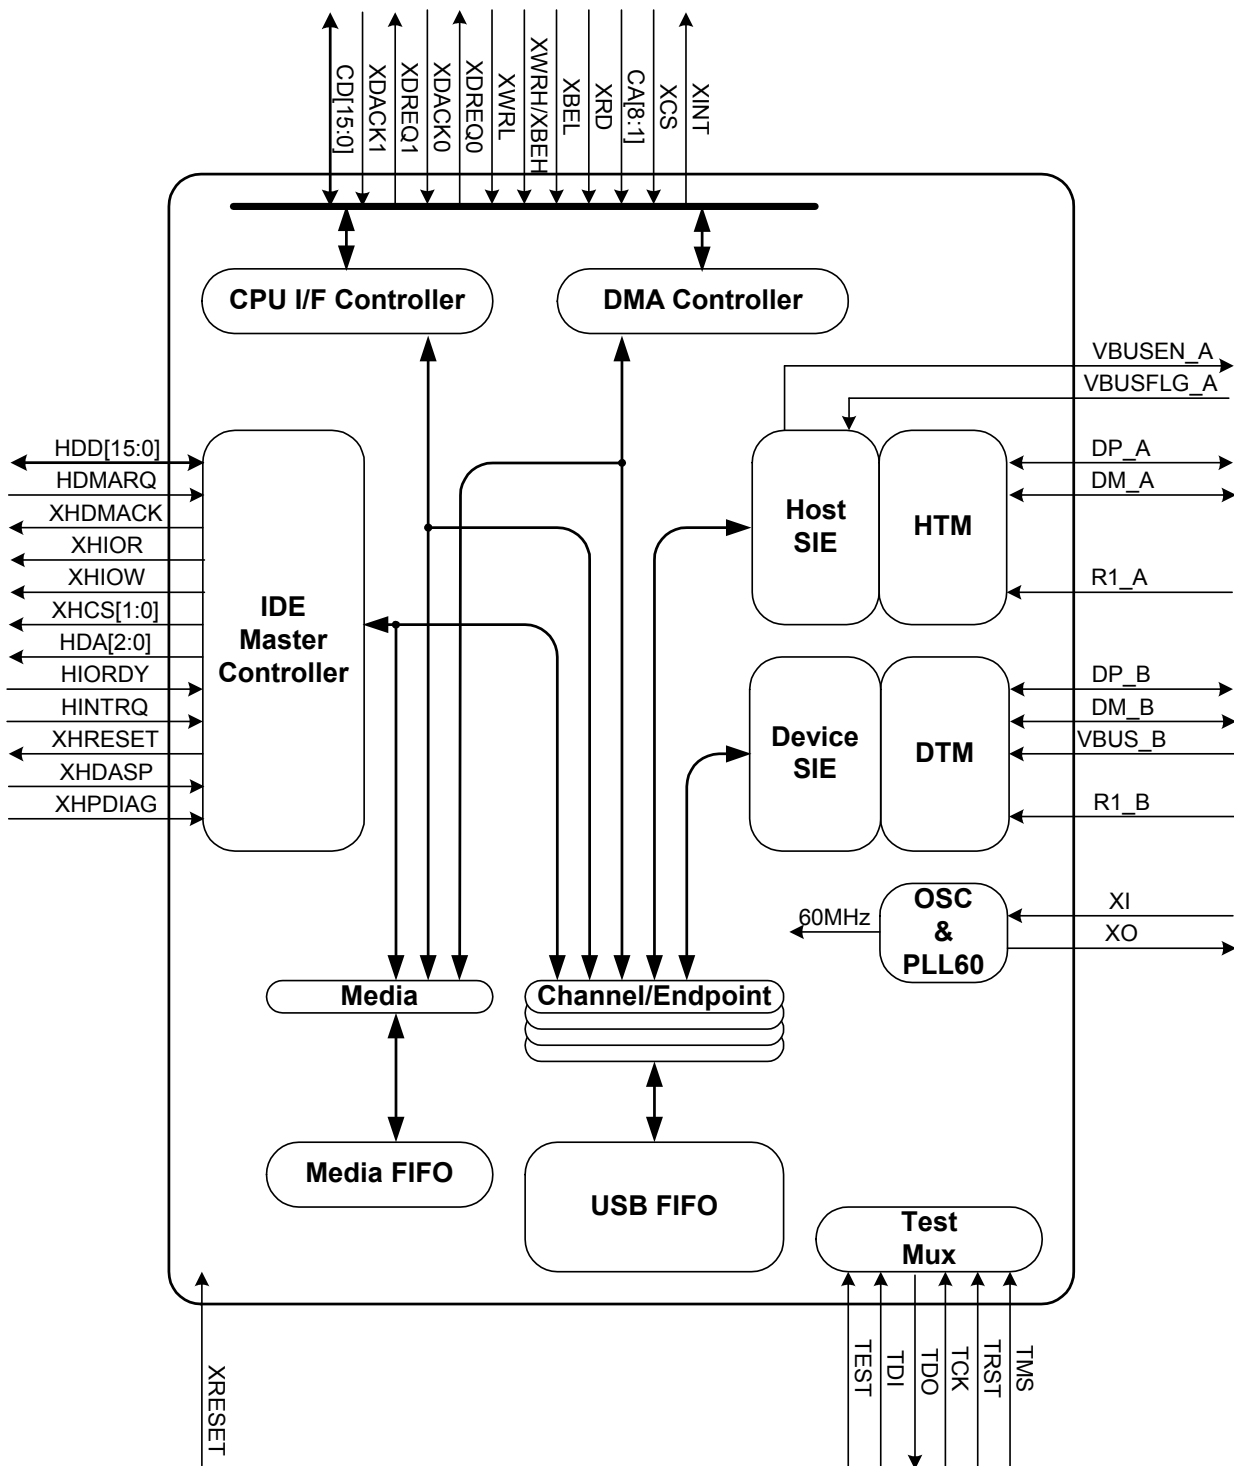 CD[15:0]
XDACK1
XDREQ1
XDACK0
XDREQ0
XWRL
XWRH/XBEH
XBEL
XRD
CA[8:1]
XCS
XINT
CPU I/F Controller
DMA Controller
VBUSEN_A
VBUSFLG_A
HDD[15:0]
HDMARQ
XHDMACK
XHIOR
XHIOW
XHCS[1:0]
HDA[2:0]
HIORDY
HINTRQ
XHRESET
XHDASP
XHPDIAG
IDE
Master
Controller
Host
SIE
HTM
DP_A
DM_A
R1_A
Device
SIE
DTM
DP_B
DM_B
VBUS_B
R1_B
60MHz
OSC
&
PLL60
XI
XO
Media
Channel/Endpoint
Media FIFO
USB FIFO
Test
Mux
XRESET
TEST
TDI
TDO
TCK
TRST
TMS